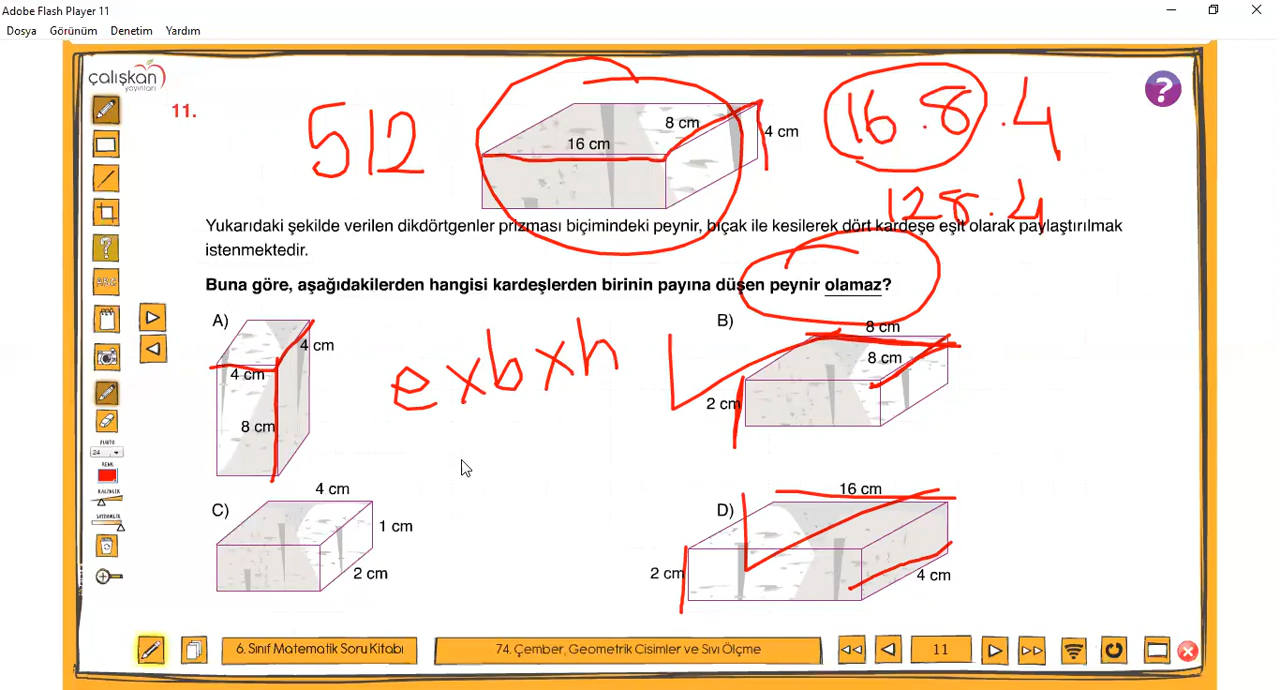 Adobe Flash Player 11
Dosya Görünüm Denetim Yardım
çalışkan
yayınları
11.
512
8 cm
16 cm
4 cm
16.8.4
128.4
Yukarıdaki şekilde verilen dikdörtgenler prizması biçimindeki peynir, bıçak ile kesilerek dört kardeşe eşit olarak paylaştırılmak
istenmektedir.
Buna göre, aşağıdakilerden hangisi kardeşlerden birinin payına düşen peynir olamaz?
A)
4 cm
4 cm
8 cm
exbxh
B)
8 cm
8 cm
2 cm
C)
4 cm
1 cm
2 cm
D)
16 cm
2 cm
4 cm
?
24
6. Sınıf Matematik Soru Kitabı
74. Çember, Geometrik Cisimler ve Sıvı Ölçme
11